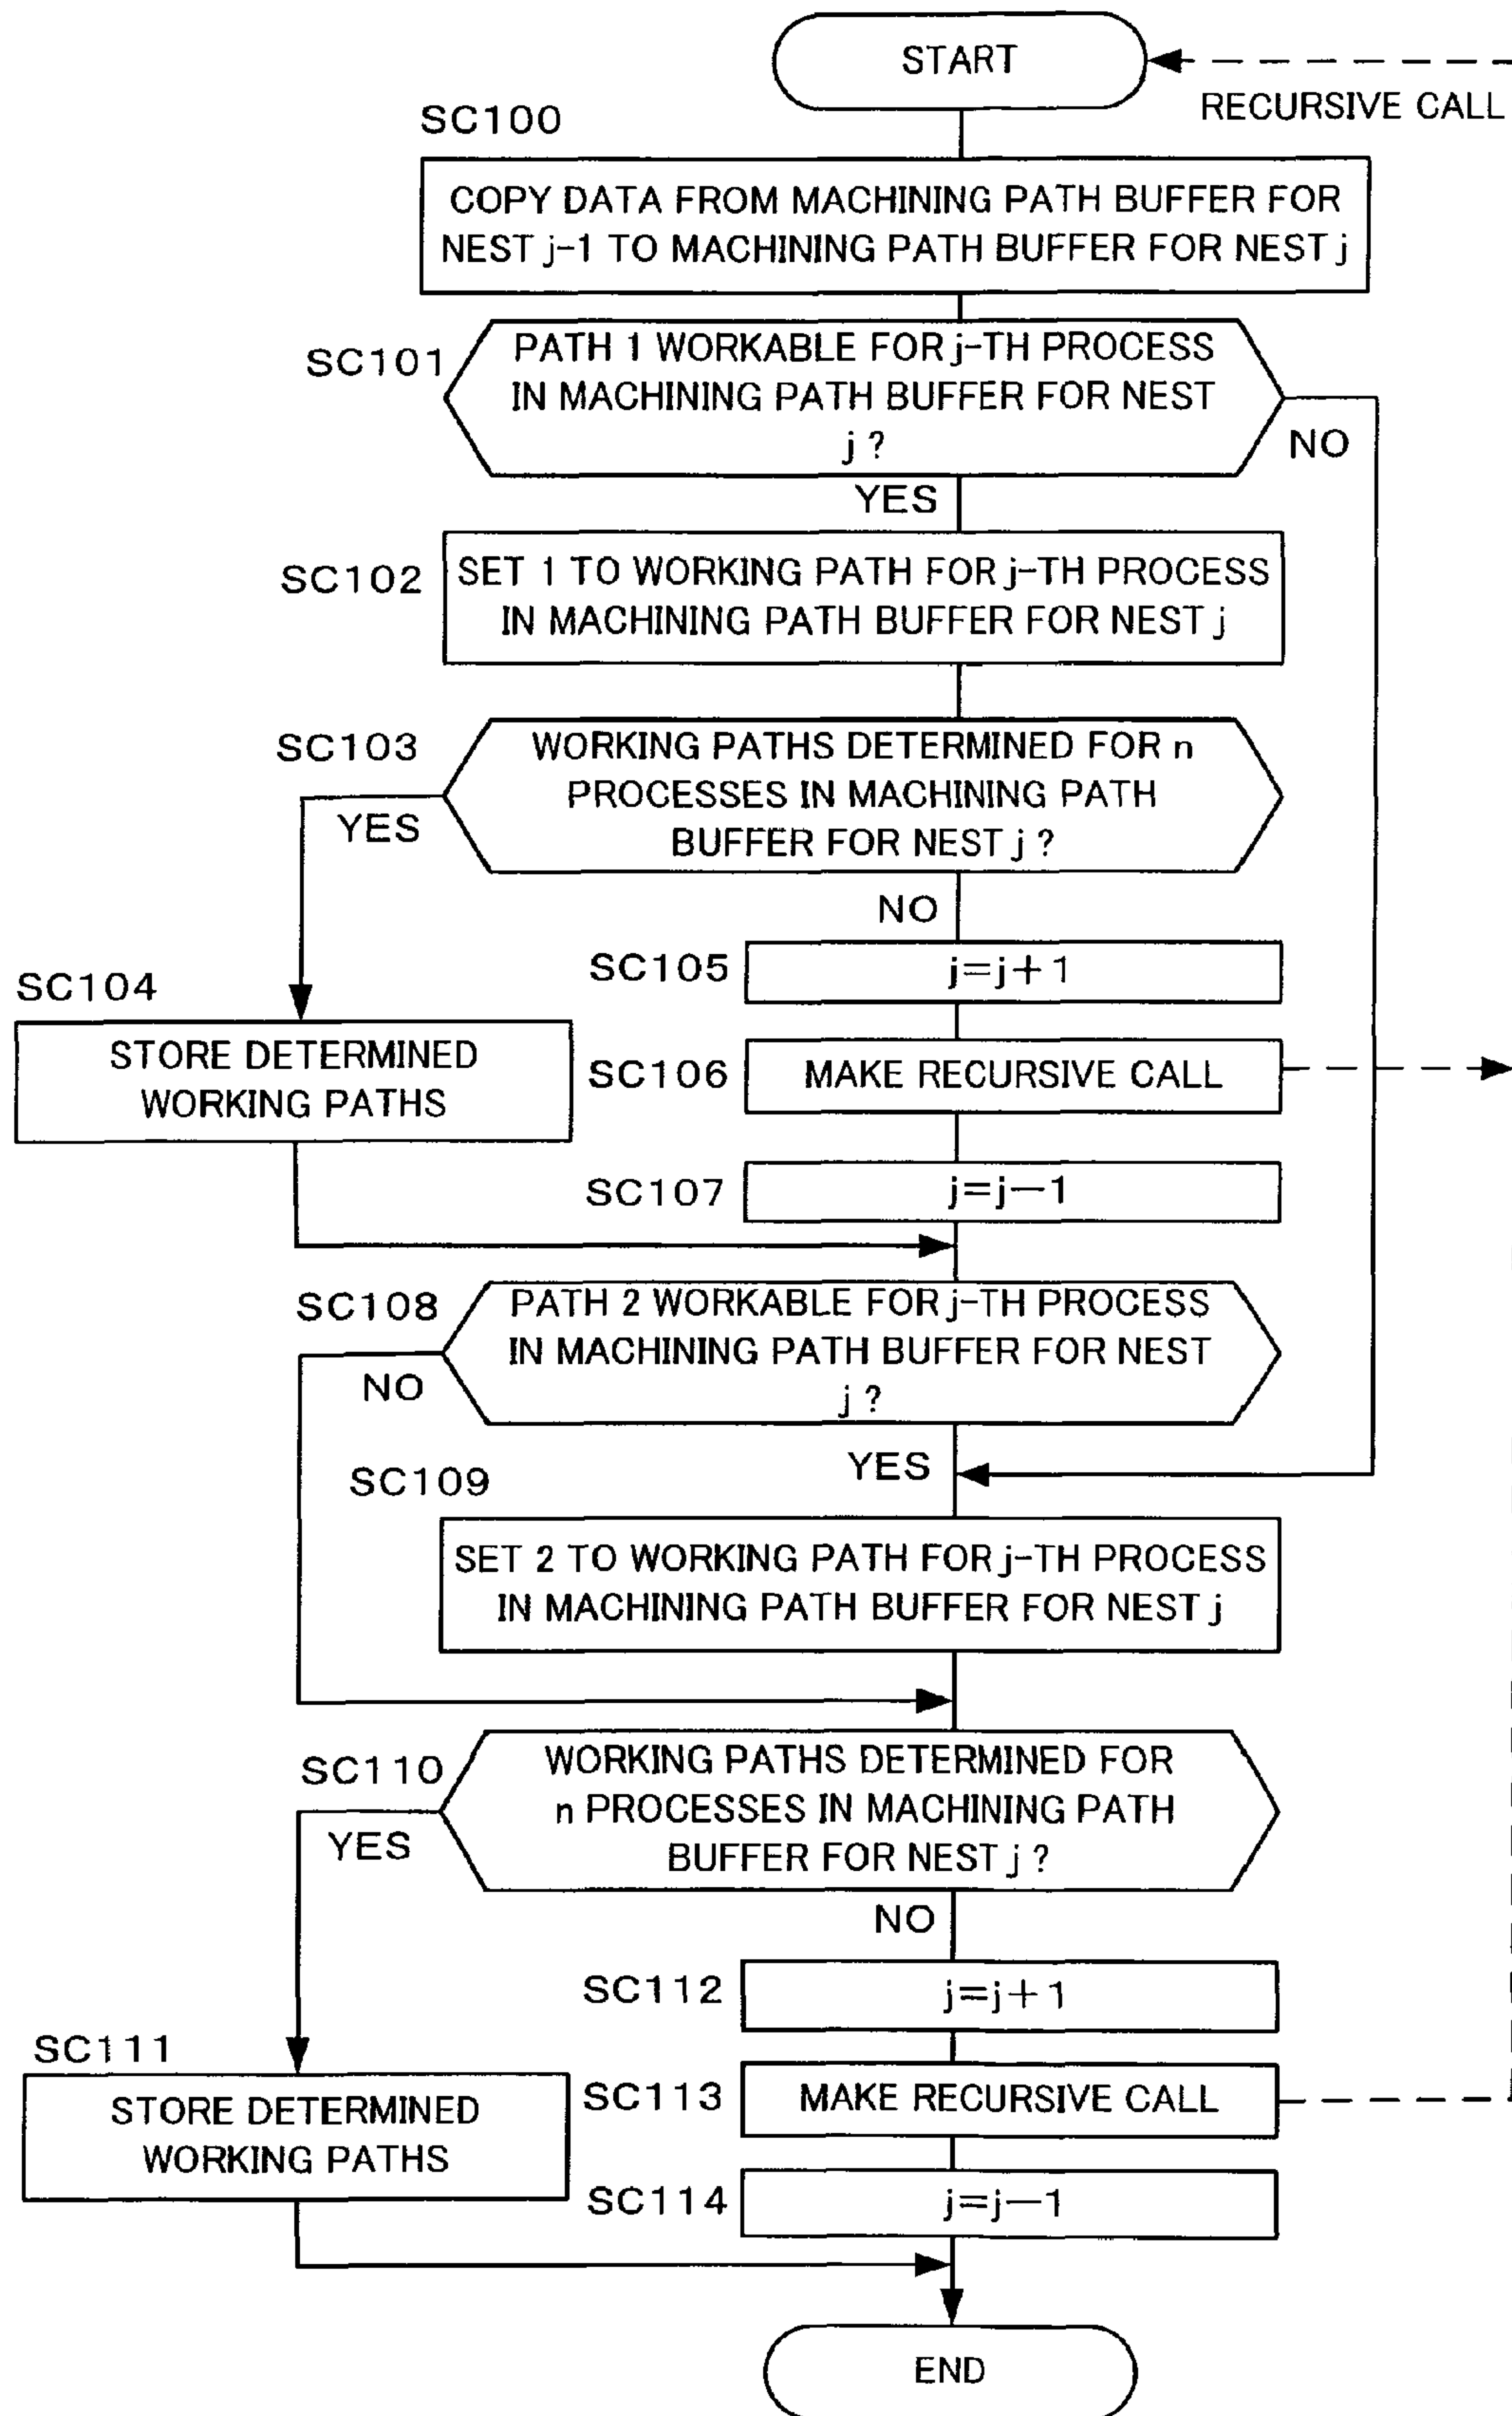 START
RECURSIVE CALL
SC100
COPY DATA FROM MACHINING PATH BUFFER FOR
NEST j-1 TO MACHINING PATH BUFFER FOR NEST j
SC101
PATH 1 WORKABLE FOR j-TH PROCESS
IN MACHINING PATH BUFFER FOR NEST
j ?
NO
YES
SC102
SET 1 TO WORKING PATH FOR j-TH PROCESS
IN MACHINING PATH BUFFER FOR NEST j
SC103
WORKING PATHS DETERMINED FOR n
PROCESSES IN MACHINING PATH
BUFFER FOR NEST j ?
YES
NO
SC105
j=j+1
SC104
STORE DETERMINED
WORKING PATHS
SC106
MAKE RECURSIVE CALL
SC107
j=j-1
SC108
PATH 2 WORKABLE FOR j-TH PROCESS
IN MACHINING PATH BUFFER FOR NEST
j ?
NO
YES
SC109
SET 2 TO WORKING PATH FOR j-TH PROCESS
IN MACHINING PATH BUFFER FOR NEST j
SC110
WORKING PATHS DETERMINED FOR
n PROCESSES IN MACHINING PATH
BUFFER FOR NEST j ?
YES
NO
SC112
j=j+1
SC111
STORE DETERMINED
WORKING PATHS
SC113
MAKE RECURSIVE CALL
SC114
j=j-1
END